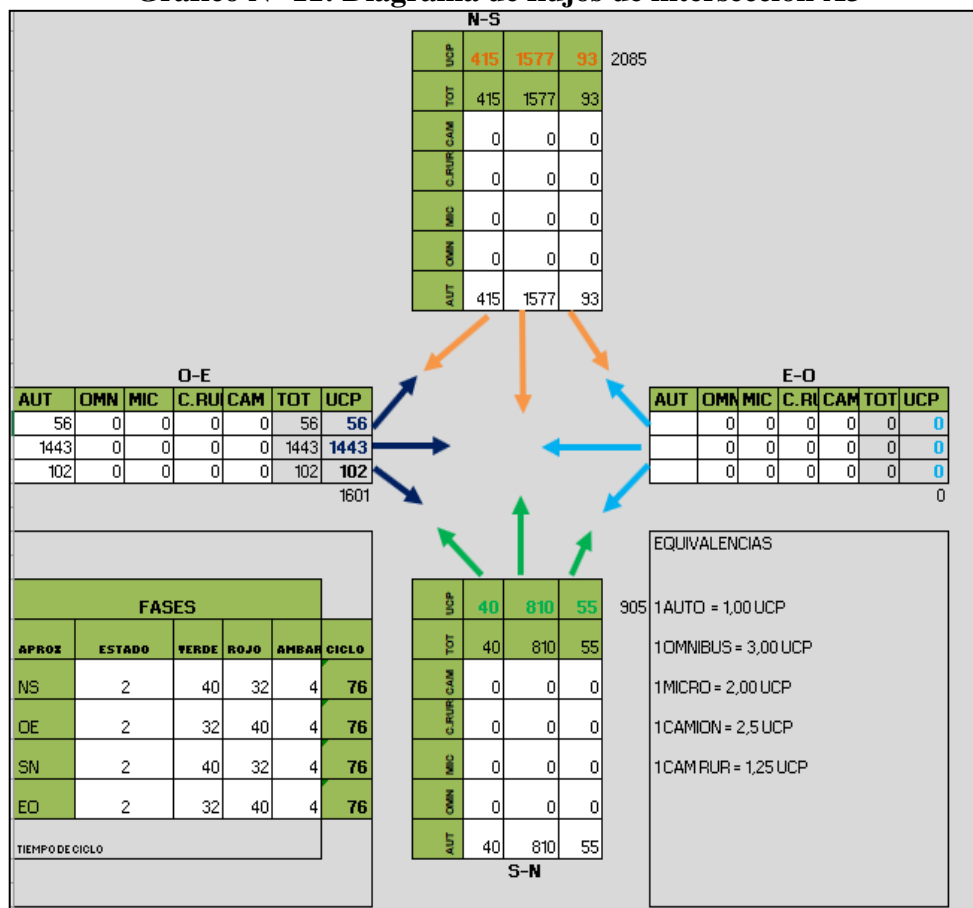 N-S
UCP 415 1577 93 2085
TOT 415 1577 93
CAM 0 0 0
C.RUR 0 0 0
MIC 0 0 0
OMN 0 0 0
AUT 415 1577 93
O-E
AUT OMN MIC C.RU CAM TOT UCP
56 0 0 0 0 56 56
1443 0 0 0 0 1443 1443
102 0 0 0 0 102 102
1601
E-O
AUT OMN MIC C.RU CAM TOT UCP
0 0 0 0 0 0
0 0 0 0 0 0
0 0 0 0 0 0
0
FASES
APROX ESTADO VERDE ROJO AMBAR CICLO
NS 2 40 32 4 76
OE 2 32 40 4 76
SN 2 40 32 4 76
EO 2 32 40 4 76
TIEMPO DE CICLO
UCP 40 810 55 905
TOT 40 810 55
CAM 0 0 0
C.RUR 0 0 0
MIC 0 0 0
OMN 0 0 0
AUT 40 810 55
S-N
EQUIVALENCIAS
1 AUTO = 1,00 UCP
1 OMNIBUS = 3,00 UCP
1 MICRO = 2,00 UCP
1 CAMION = 2,5 UCP
1 CAM RUR = 1,25 UCP